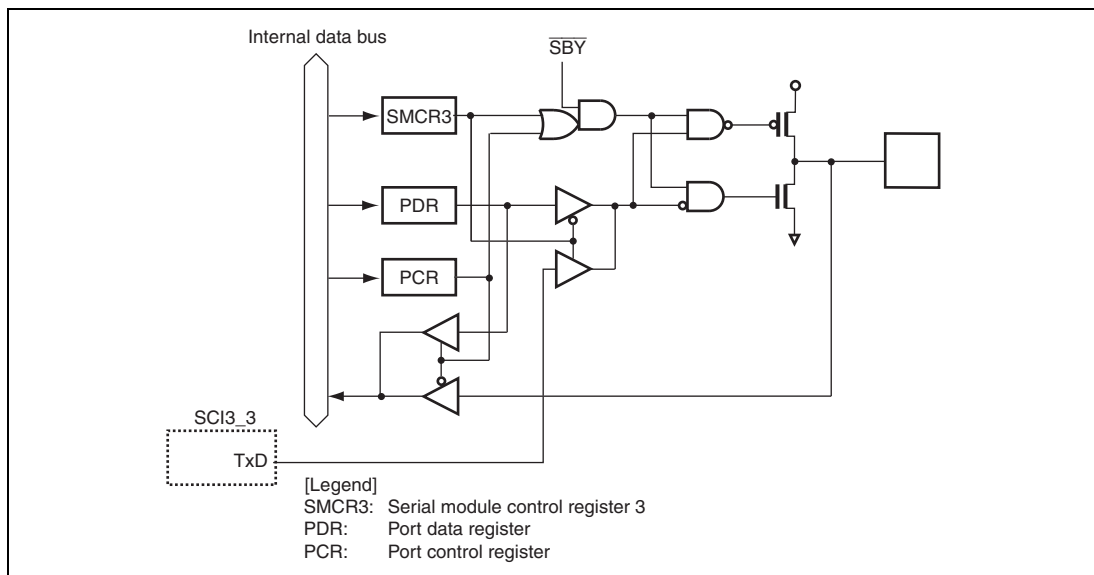 Internal data bus
SBY
SMCR3
PDR
PCR
SCI3_3
TxD
[Legend]
SMCR3: Serial module control register 3
PDR: Port data register
PCR: Port control register